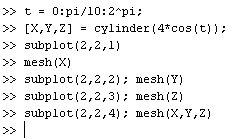 >> t = 0:pi/10:2^pi;
>> [X,Y,Z] = cylinder(4*cos(t));
>> subplot(2,2,1)
>> mesh(X)
>> subplot(2,2,2); mesh(Y)
>> subplot(2,2,3); mesh(Z)
>> subplot(2,2,4); mesh(X,Y,Z)
>>